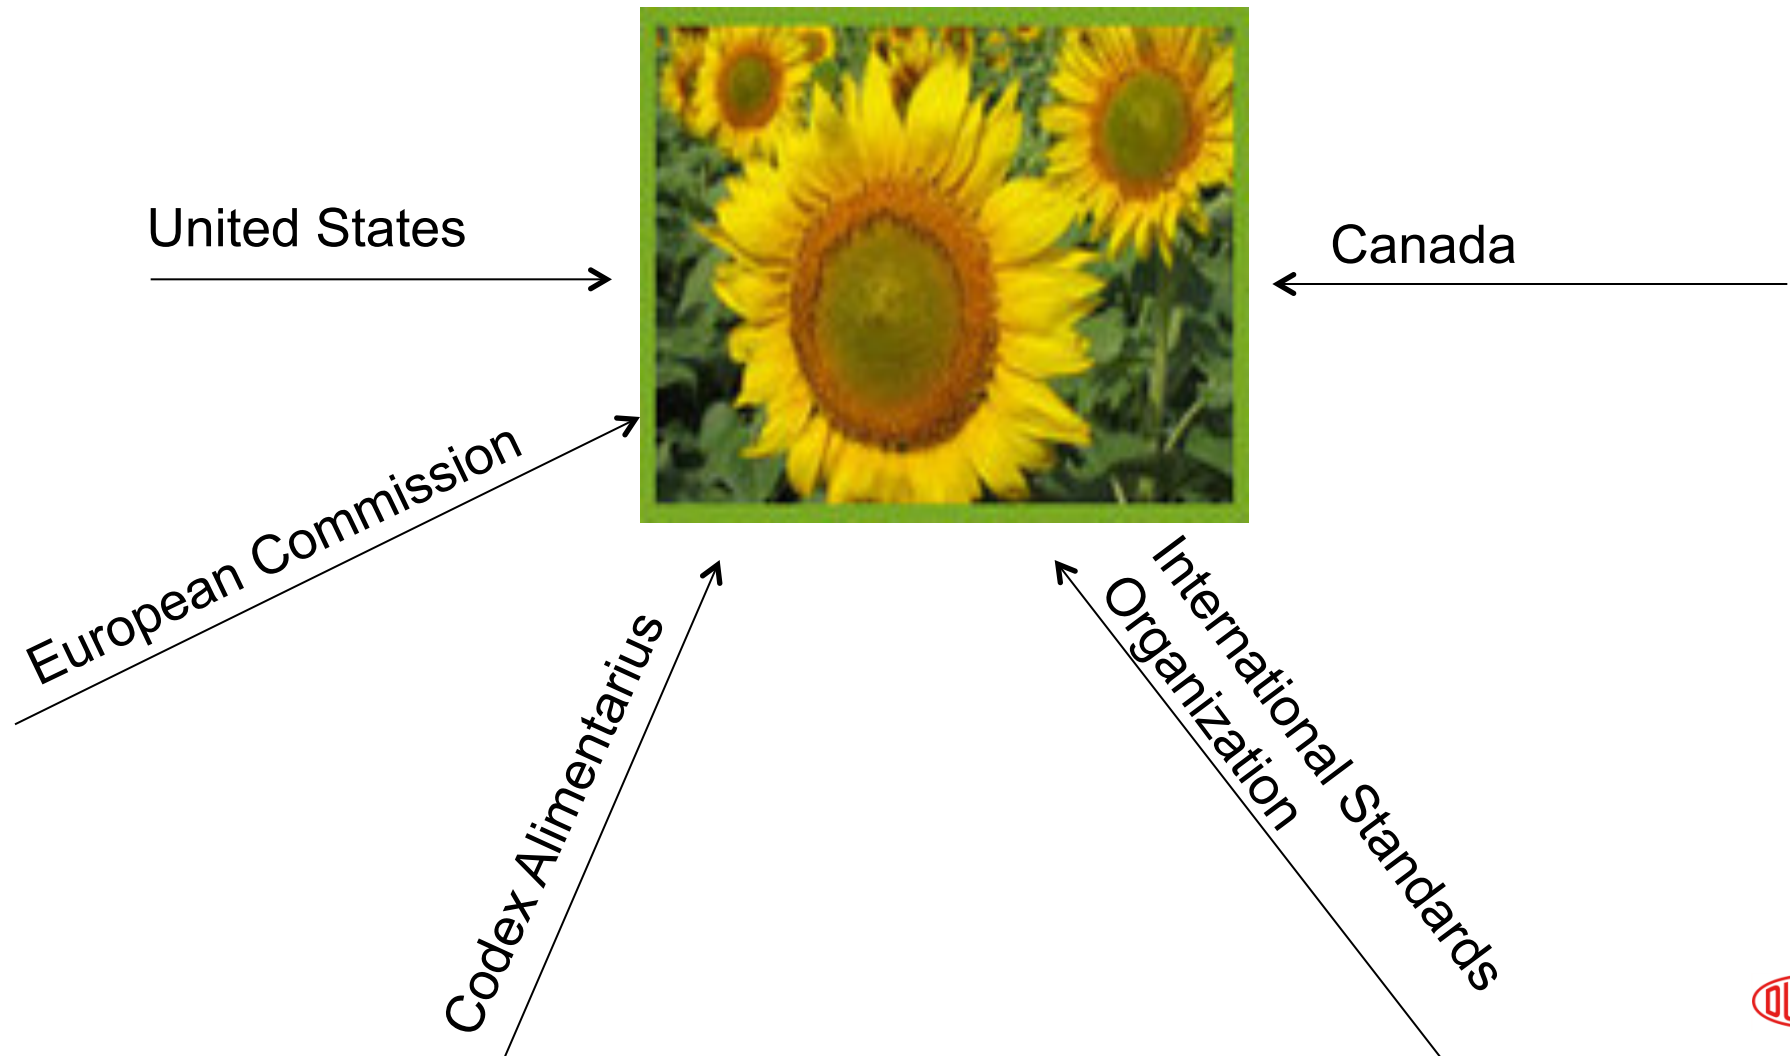 United States
Canada
European Commission
Codex Alimentarius
International Standards
Organization